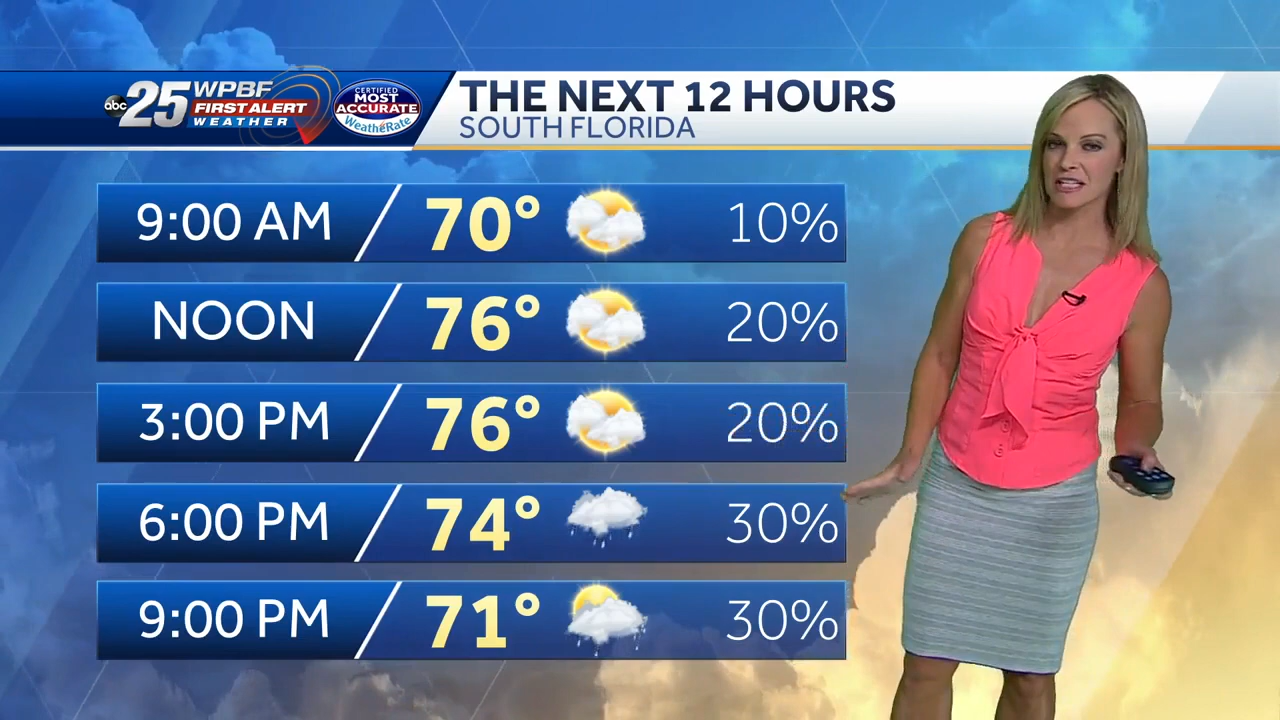 abc 25 WPBF
FIRST ALERT
WEATHER
CERTIFIED
MOST
ACCURATE
WeatheRate
THE NEXT 12 HOURS
SOUTH FLORIDA
9:00 AM 70° 10%
NOON 76° 20%
3:00 PM 76° 20%
6:00 PM 74° 30%
9:00 PM 71° 30%